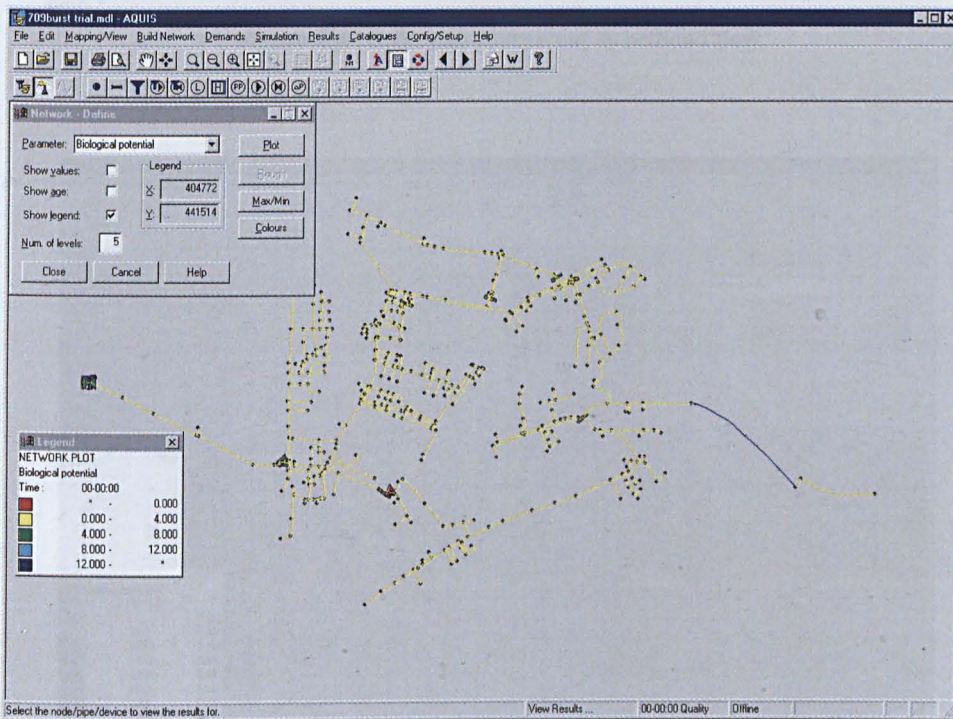 709burst trial.mdl - AQUIS
File Edit Mapping/View Build Network Demands Simulation Results Catalogues Config/Setup Help
Network - Define
Parameter: Biological potential
Plot
Show values:
Legend
Show age:
X: 404772
Max/Min
Show legend:
Y: 441514
Colours
Num. of levels: 5
Close Cancel Help
Legend
NETWORK PLOT
Biological potential
Time : 00-00:00
* - 0.000
0.000 - 4.000
4.000 - 8.000
8.000 - 12.000
12.000 - *
Select the node/pipe/device to view the results for.
View Results ... 00-00:00 Quality Offline